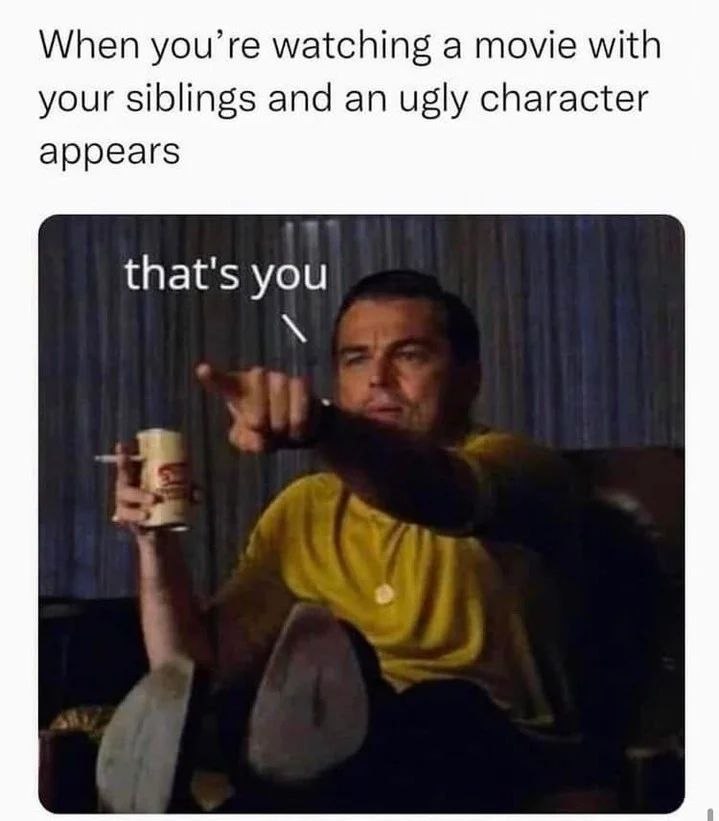 When you’re watching a movie with
your siblings and an ugly character
appears
that's you